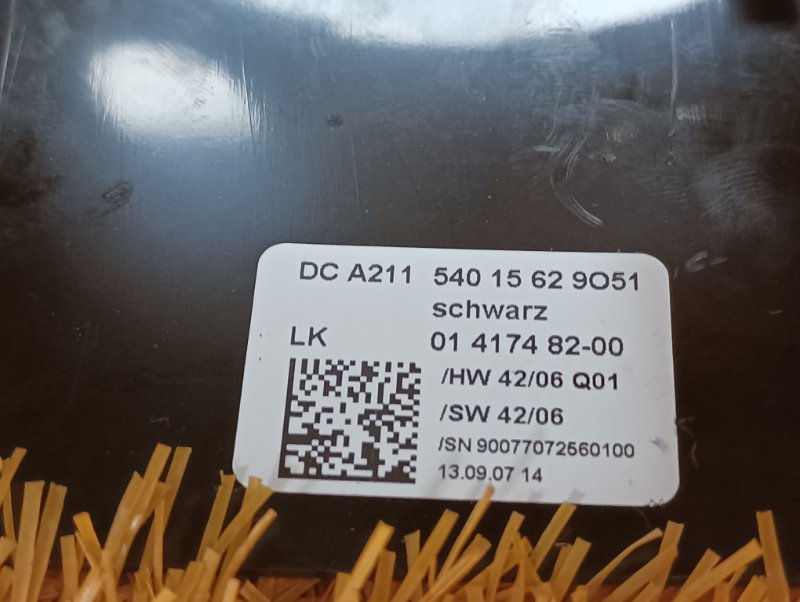 DC A211 540 15 62 9O51
schwarz
LK 01 4174 82-00
/HW 42/06 Q01
/SW 42/06
/SN 90077072560100
13.09.07 14